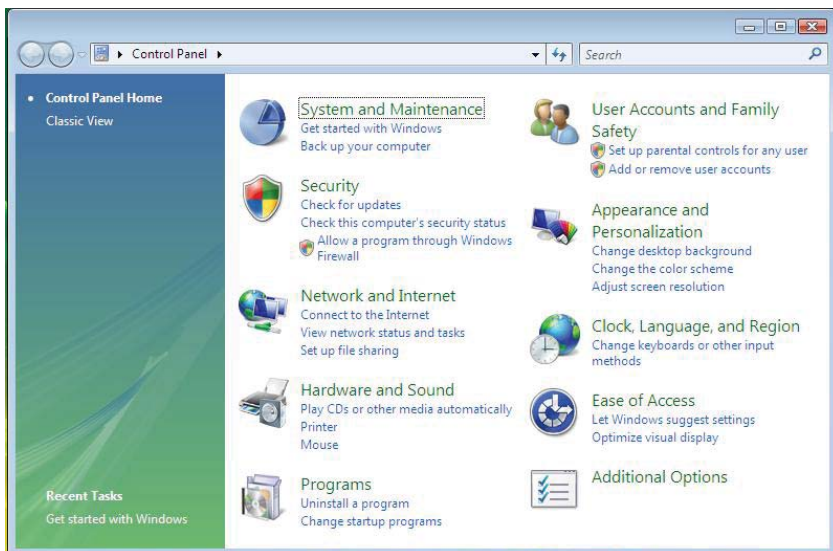 Control Panel
Search
Control Panel Home
Classic View
Recent Tasks
Get started with Windows
System and Maintenance
Get started with Windows
Back up your computer
Security
Check for updates
Check this computer's security status
Allow a program through Windows
Firewall
Network and Internet
Connect to the Internet
View network status and tasks
Set up file sharing
Hardware and Sound
Play CDs or other media automatically
Printer
Mouse
Programs
Uninstall a program
Change startup programs
User Accounts and Family
Safety
Set up parental controls for any user
Add or remove user accounts
Appearance and
Personalization
Change desktop background
Change the color scheme
Adjust screen resolution
Clock, Language, and Region
Change keyboards or other input
methods
Ease of Access
Let Windows suggest settings
Optimize visual display
Additional Options